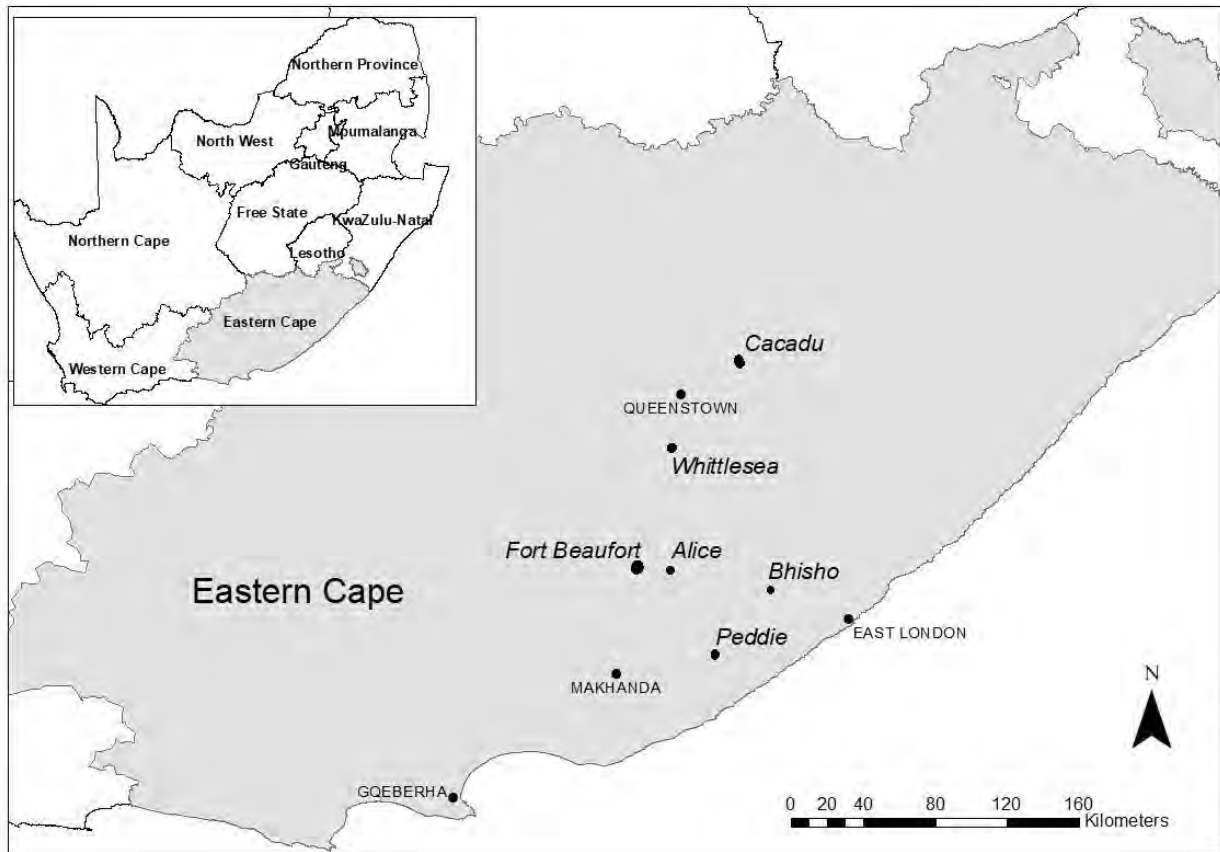 Northern Province
Mpumalanga
North West
Gauteng
Free State
KwaZulu-Natal
Northern Cape
Lesotho
Eastern Cape
Western Cape
Cacadu
QUEENSTOWN
Whittlesea
Fort Beaufort
Alice
Bhisho
Eastern Cape
EAST LONDON
Peddie
MAKHANDA
N
GQEBERHA
0 20 40 80 120 160
Kilometers